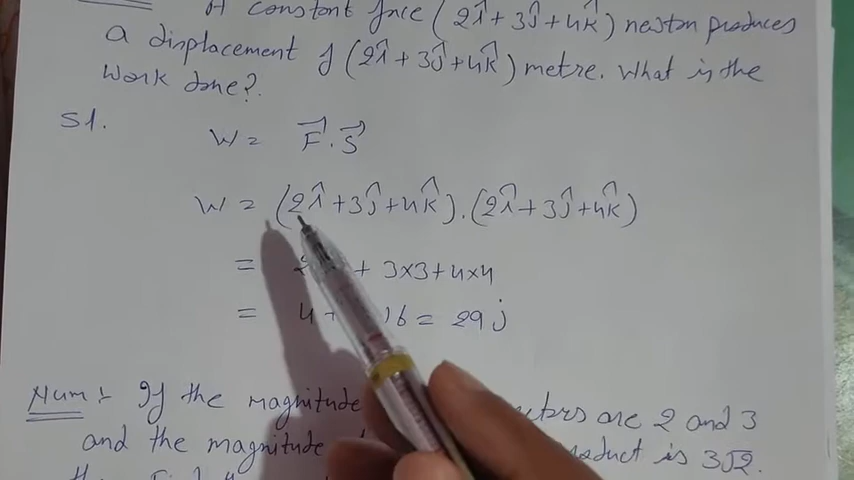 A constant force (2î + 3ĵ + 4k̂) newton produces
a displacement of (2î + 3ĵ + 4k̂) metre. What is the
work done?
Sol.
W = F⃗ . S⃗
W = (2î + 3ĵ + 4k̂) . (2î + 3ĵ + 4k̂)
= 2 + 3×3 + 4×4
= 4 + 16 = 29 j
Num :- If the magnitude are 2 and 3
and the magnitude product is 3√2.